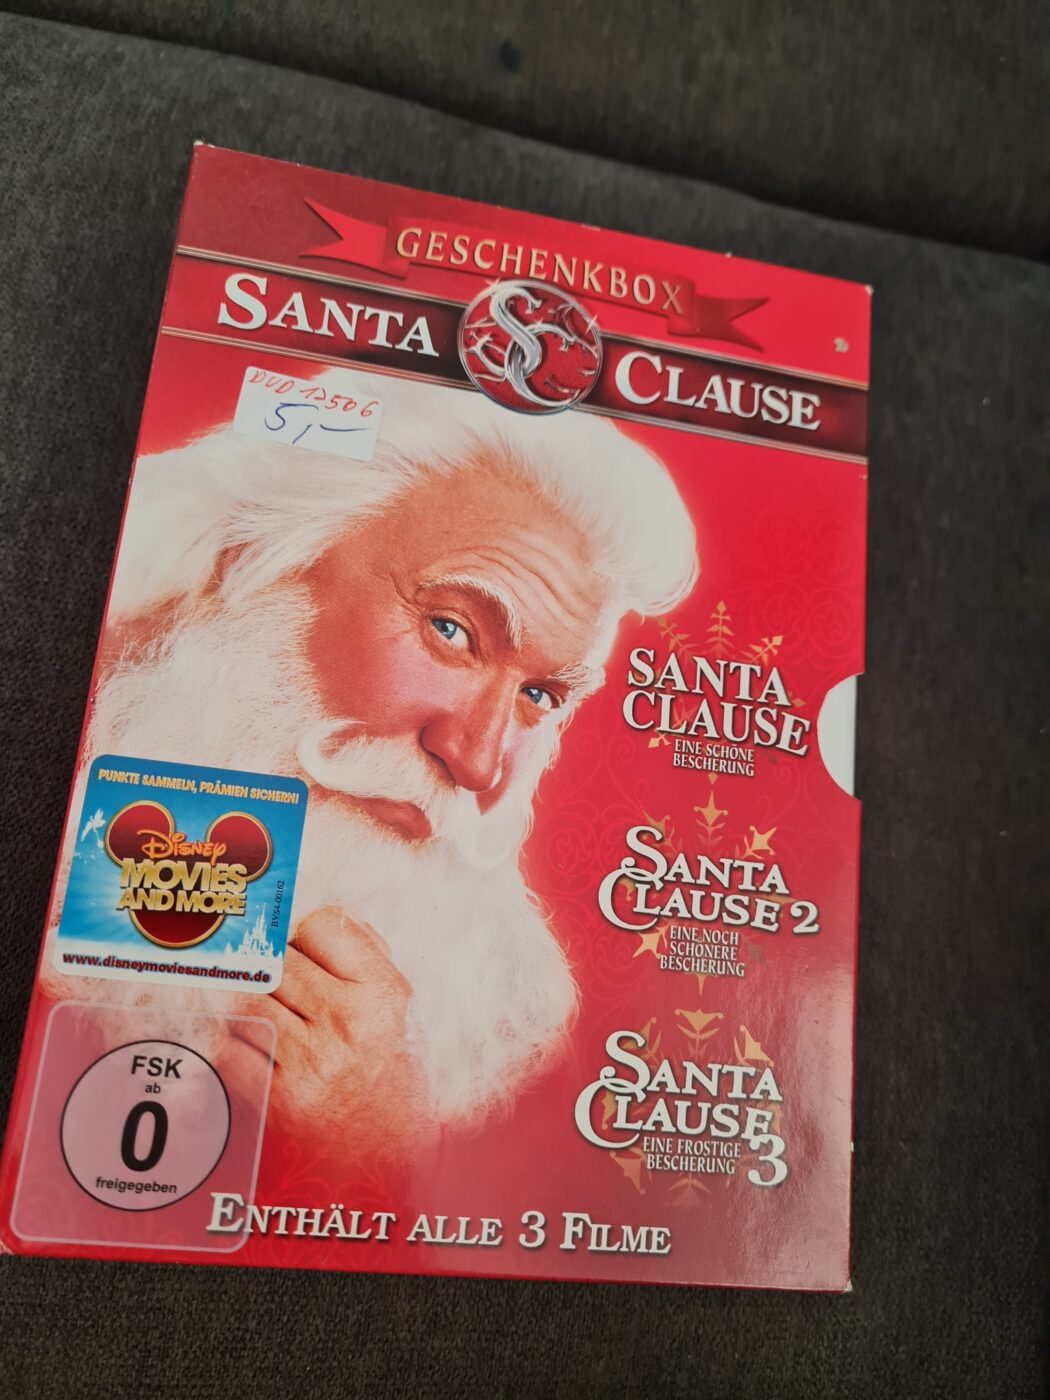 GESCHENKBOX
SANTA SC CLAUSE
DVD 12506
5,—
SANTA
CLAUSE
EINE SCHÖNE
BESCHERUNG
PUNKTE SAMMELN, PRÄMIEN SICHERN!
DISNEY
MOVIES
AND MORE
BVS4-00162
www.disneymoviesandmore.de
SANTA
CLAUSE 2
EINE NOCH
SCHÖNERE
BESCHERUNG
SANTA
CLAUSE 3
EINE FROSTIGE
BESCHERUNG
FSK
ab
0
freigegeben
ENTHÄLT ALLE 3 FILME